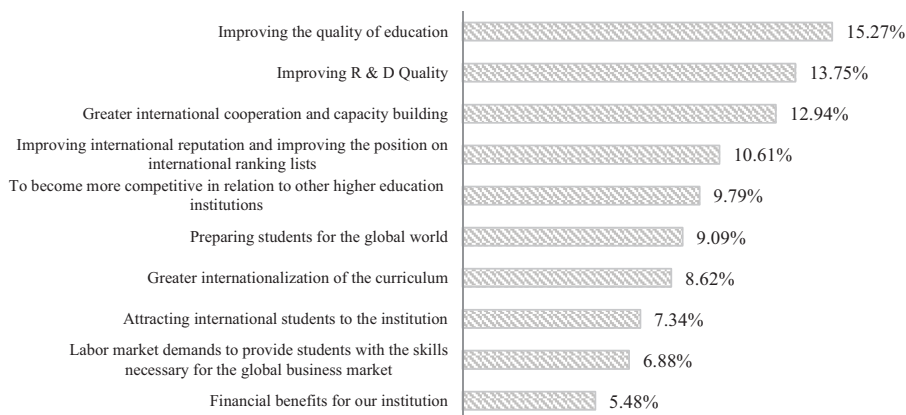 Improving the quality of education
15.27%
Improving R & D Quality
13.75%
Greater international cooperation and capacity building
12.94%
Improving international reputation and improving the position on
international ranking lists
10.61%
To become more competitive in relation to other higher education
institutions
9.79%
Preparing students for the global world
9.09%
Greater internationalization of the curriculum
8.62%
Attracting international students to the institution
7.34%
Labor market demands to provide students with the skills
necessary for the global business market
6.88%
Financial benefits for our institution
5.48%